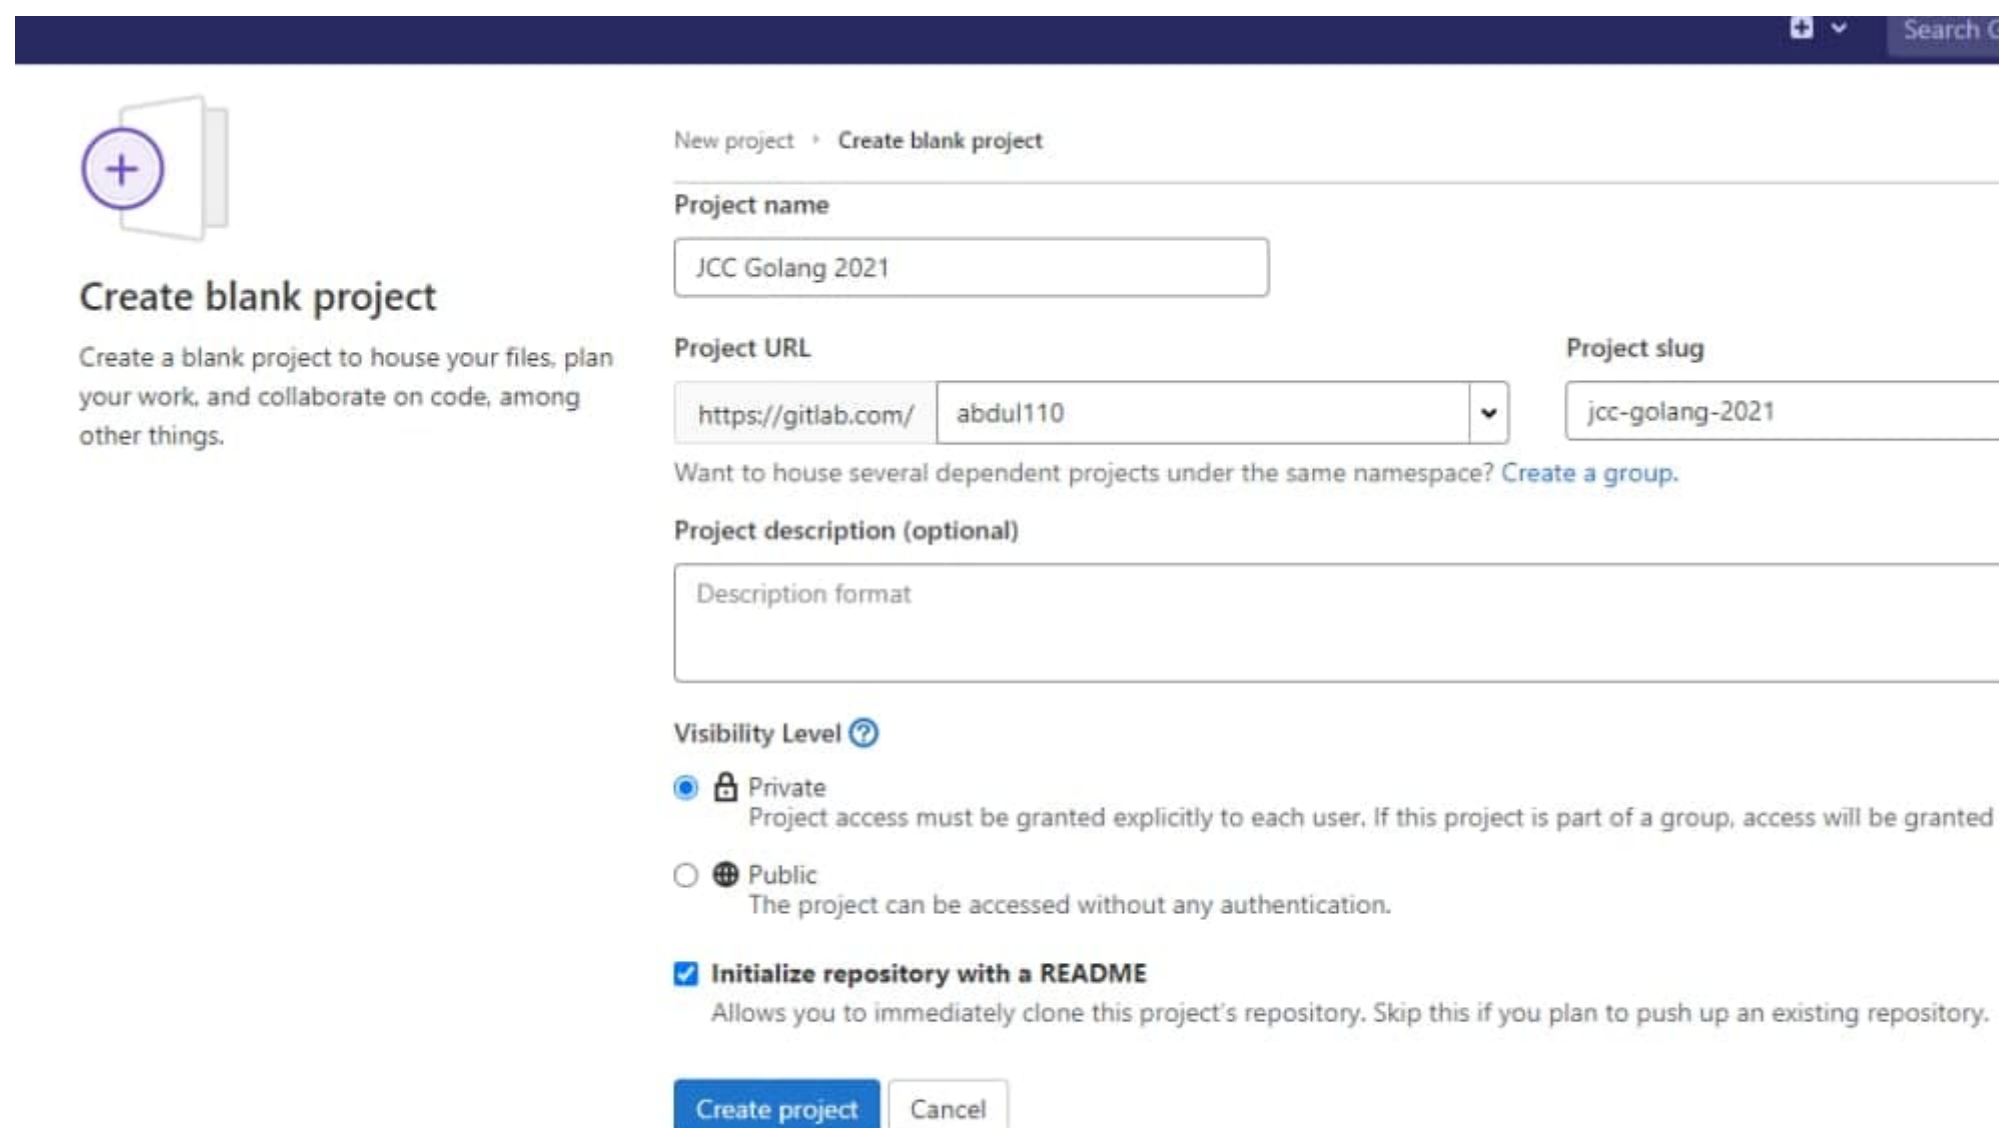 Search
Create blank project
Create a blank project to house your files, plan
your work, and collaborate on code, among
other things.
New project › Create blank project
Project name
JCC Golang 2021
Project URL
Project slug
https://gitlab.com/
abdul110
jcc-golang-2021
Want to house several dependent projects under the same namespace? Create a group.
Project description (optional)
Description format
Visibility Level
Private
Project access must be granted explicitly to each user. If this project is part of a group, access will be granted
Public
The project can be accessed without any authentication.
Initialize repository with a README
Allows you to immediately clone this project's repository. Skip this if you plan to push up an existing repository.
Create project
Cancel